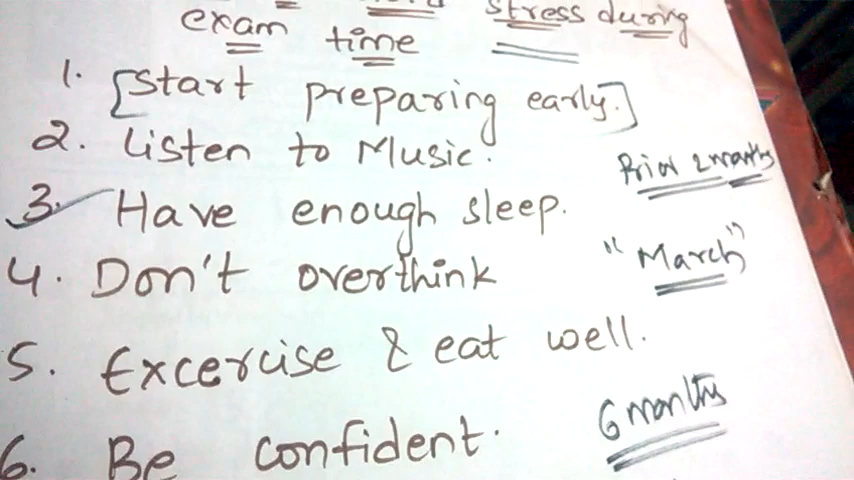 stress during
exam time
1. [Start preparing early.]
2. Listen to Music.
Prior 2 months
3. Have enough sleep.
"March"
4. Don't overthink
5. Excercise & eat well.
6 months
6. Be confident.